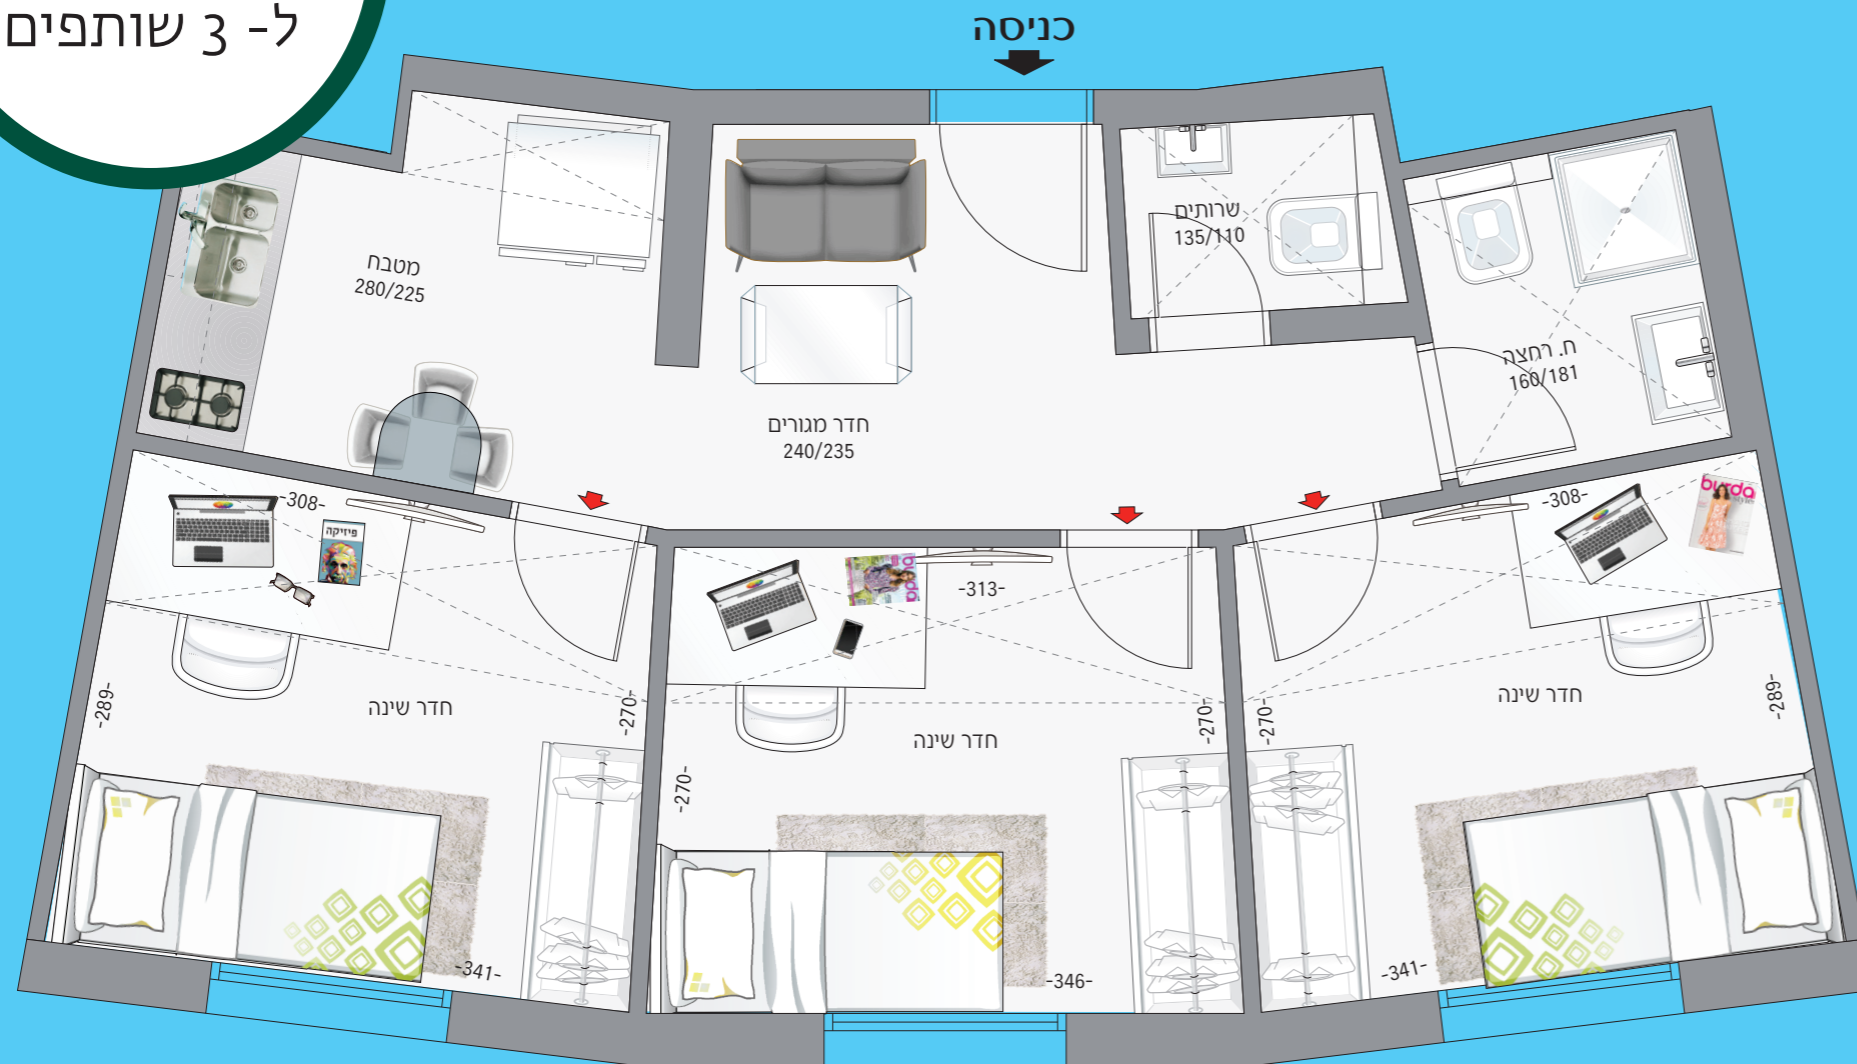 ל- 3 שותפים
כניסה
שרותים
135/110
מטבח
280/225
ח. רחצה
160/181
חדר מגורים
240/235
-308-
פיזיקה
burda
-313-
-308-
burda
-289-
חדר שינה
-270-
-270-
חדר שינה
-270-
-270-
חדר שינה
-289-
-341-
-346-
-341-